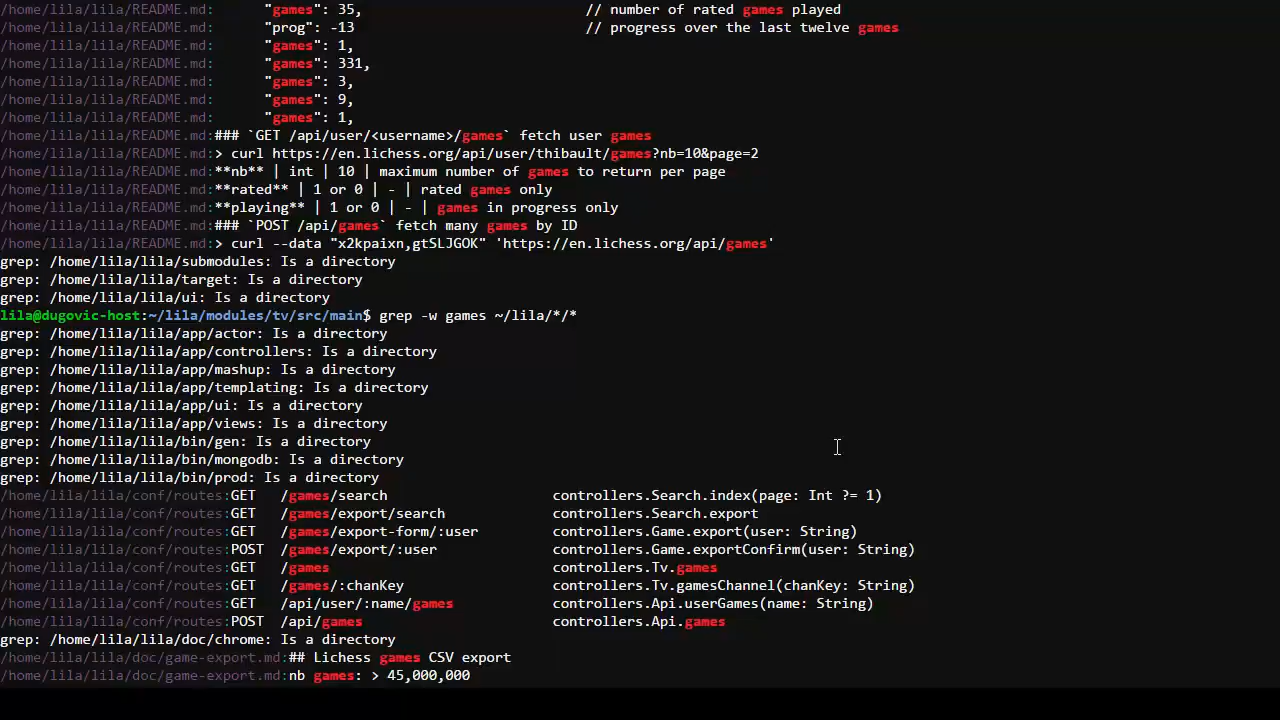 /home/lila/lila/README.md:      "games": 35,                           // number of rated games played
/home/lila/lila/README.md:      "prog": -13                            // progress over the last twelve games
/home/lila/lila/README.md:      "games": 1,
/home/lila/lila/README.md:      "games": 331,
/home/lila/lila/README.md:      "games": 3,
/home/lila/lila/README.md:      "games": 9,
/home/lila/lila/README.md:      "games": 1,
/home/lila/lila/README.md:### `GET /api/user/<username>/games` fetch user games
/home/lila/lila/README.md:> curl https://en.lichess.org/api/user/thibault/games?nb=10&page=2
/home/lila/lila/README.md:**nb** | int | 10 | maximum number of games to return per page
/home/lila/lila/README.md:**rated** | 1 or 0 | - | rated games only
/home/lila/lila/README.md:**playing** | 1 or 0 | - | games in progress only
/home/lila/lila/README.md:### `POST /api/games` fetch many games by ID
/home/lila/lila/README.md:> curl --data "x2kpaixn,gtSLJGOK" 'https://en.lichess.org/api/games'
grep: /home/lila/lila/submodules: Is a directory
grep: /home/lila/lila/target: Is a directory
grep: /home/lila/lila/ui: Is a directory
lila@dugovic-host:~/lila/modules/tv/src/main$ grep -w games ~/lila/*/*
grep: /home/lila/lila/app/actor: Is a directory
grep: /home/lila/lila/app/controllers: Is a directory
grep: /home/lila/lila/app/mashup: Is a directory
grep: /home/lila/lila/app/templating: Is a directory
grep: /home/lila/lila/app/ui: Is a directory
grep: /home/lila/lila/app/views: Is a directory
grep: /home/lila/lila/bin/gen: Is a directory
grep: /home/lila/lila/bin/mongodb: Is a directory
grep: /home/lila/lila/bin/prod: Is a directory
/home/lila/lila/conf/routes:GET   /games/search                    controllers.Search.index(page: Int ?= 1)
/home/lila/lila/conf/routes:GET   /games/export/search             controllers.Search.export
/home/lila/lila/conf/routes:GET   /games/export-form/:user         controllers.Game.export(user: String)
/home/lila/lila/conf/routes:POST  /games/export/:user              controllers.Game.exportConfirm(user: String)
/home/lila/lila/conf/routes:GET   /games                           controllers.Tv.games
/home/lila/lila/conf/routes:GET   /games/:chanKey                  controllers.Tv.gamesChannel(chanKey: String)
/home/lila/lila/conf/routes:GET   /api/user/:name/games            controllers.Api.userGames(name: String)
/home/lila/lila/conf/routes:POST  /api/games                       controllers.Api.games
grep: /home/lila/lila/doc/chrome: Is a directory
/home/lila/lila/doc/game-export.md:## Lichess games CSV export
/home/lila/lila/doc/game-export.md:nb games: > 45,000,000